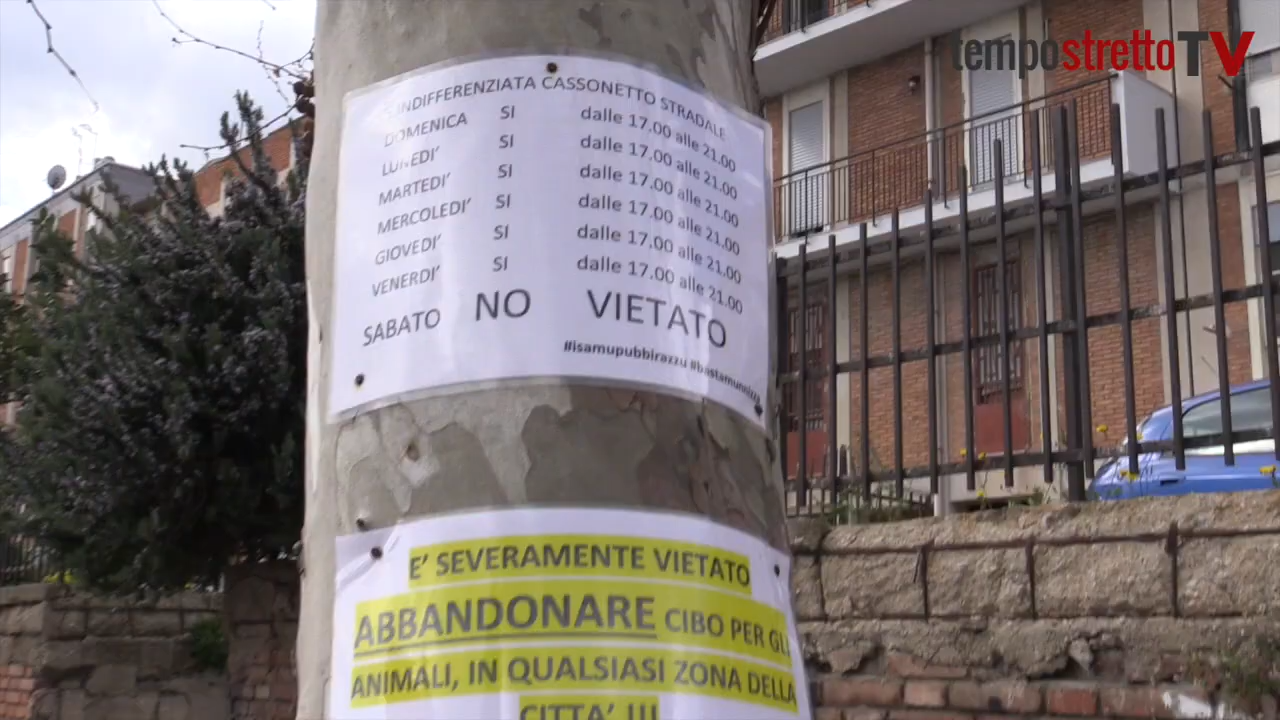 tempostrettoTV
INDIFFERENZIATA CASSONETTO STRADALE
DOMENICA SI dalle 17.00 alle 21.00
LUNEDI’ SI dalle 17.00 alle 21.00
MARTEDI’ SI dalle 17.00 alle 21.00
MERCOLEDI’ SI dalle 17.00 alle 21.00
GIOVEDI’ SI dalle 17.00 alle 21.00
VENERDI’ SI dalle 17.00 alle 21.00
SABATO NO VIETATO
#isamupubbirazzu
E’ SEVERAMENTE VIETATO
ABBANDONARE CIBO PER GLI
ANIMALI, IN QUALSIASI ZONA DELLA
CITTA’ !!!